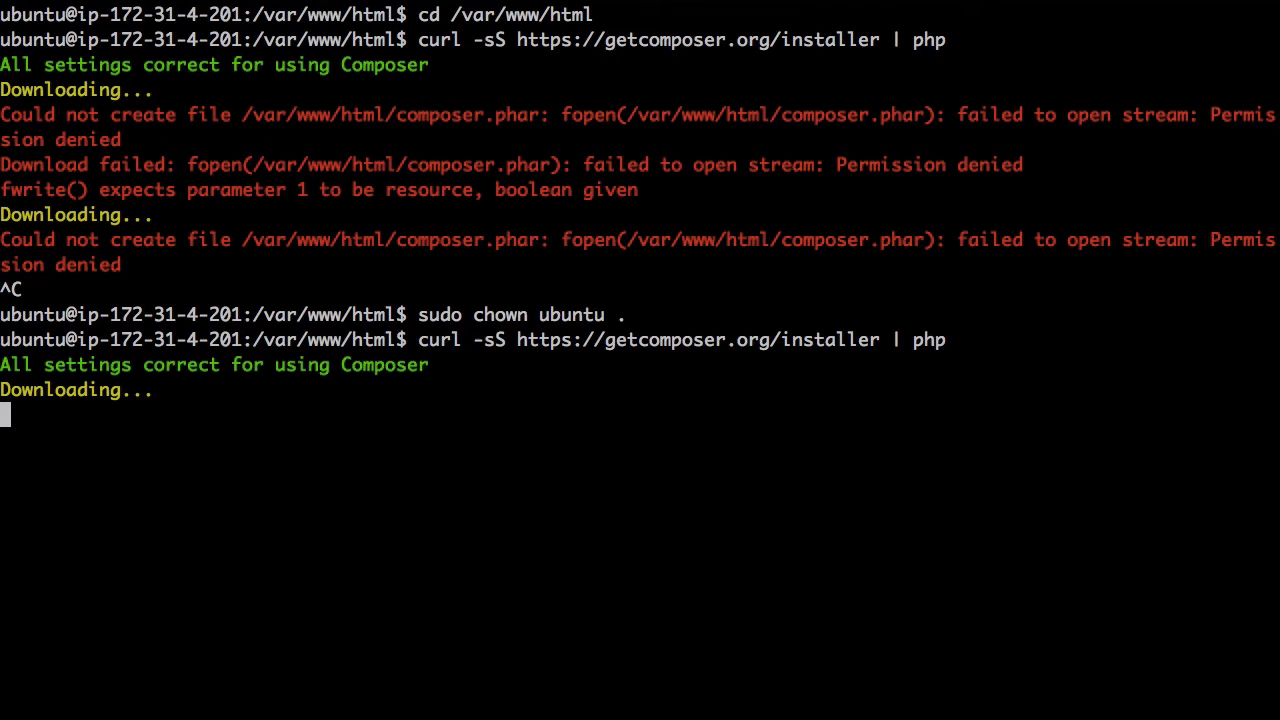 ubuntu@ip-172-31-4-201:/var/www/html$ cd /var/www/html
ubuntu@ip-172-31-4-201:/var/www/html$ curl -sS https://getcomposer.org/installer | php
All settings correct for using Composer
Downloading...
Could not create file /var/www/html/composer.phar: fopen(/var/www/html/composer.phar): failed to open stream: Permis
sion denied
Download failed: fopen(/var/www/html/composer.phar): failed to open stream: Permission denied
fwrite() expects parameter 1 to be resource, boolean given
Downloading...
Could not create file /var/www/html/composer.phar: fopen(/var/www/html/composer.phar): failed to open stream: Permis
sion denied
^C
ubuntu@ip-172-31-4-201:/var/www/html$ sudo chown ubuntu .
ubuntu@ip-172-31-4-201:/var/www/html$ curl -sS https://getcomposer.org/installer | php
All settings correct for using Composer
Downloading...